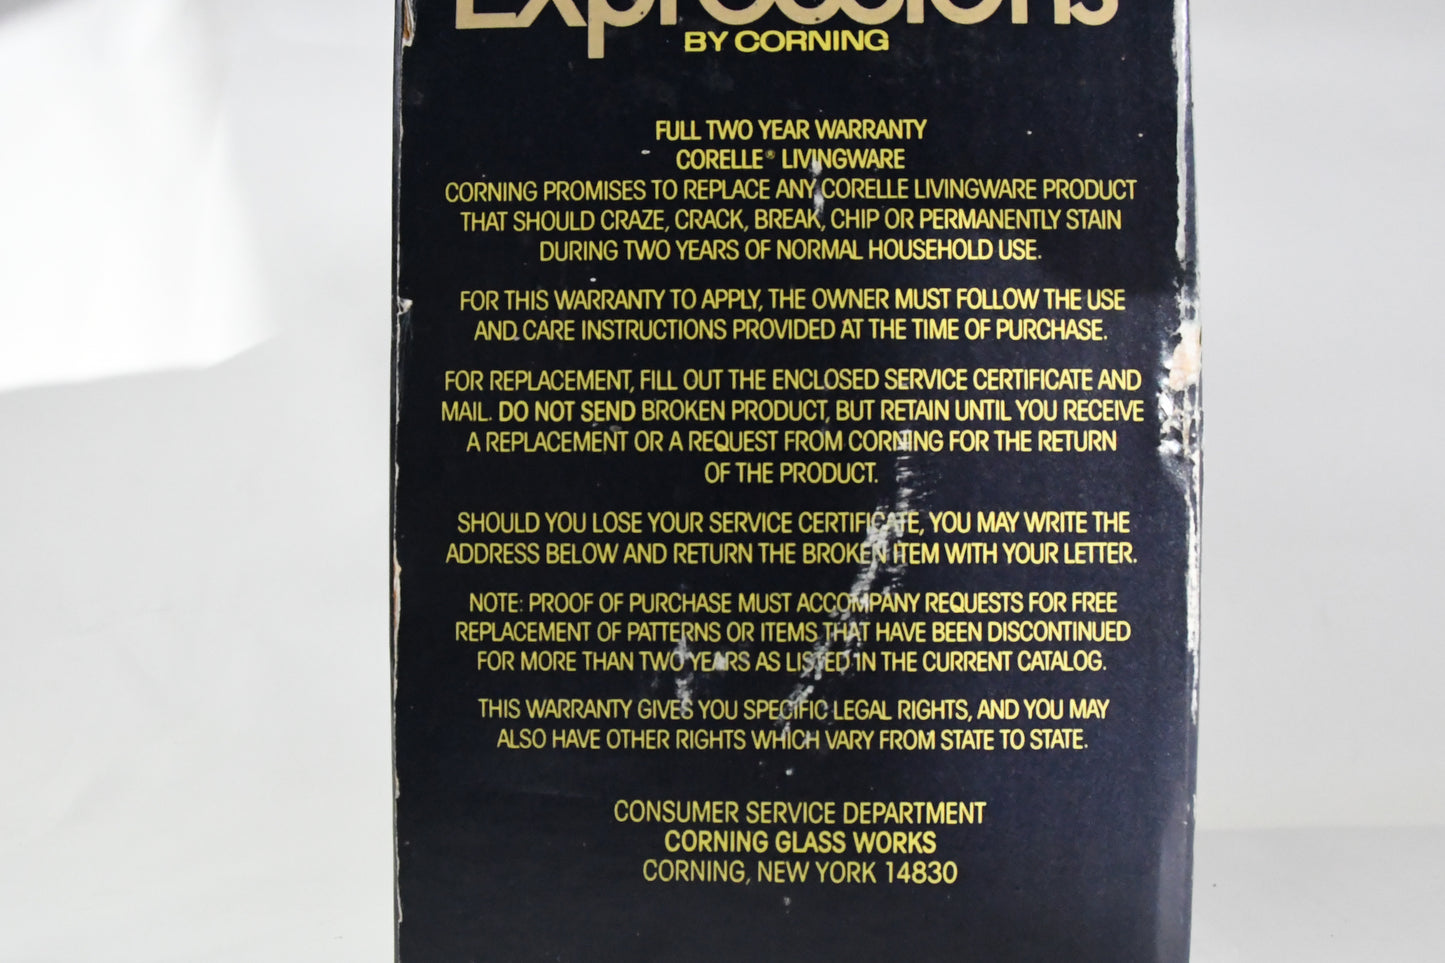 Expressions
BY CORNING
FULL TWO YEAR WARRANTY
CORELLE® LIVINGWARE
CORNING PROMISES TO REPLACE ANY CORELLE LIVINGWARE PRODUCT
THAT SHOULD CRAZE, CRACK, BREAK, CHIP OR PERMANENTLY STAIN
DURING TWO YEARS OF NORMAL HOUSEHOLD USE.
FOR THIS WARRANTY TO APPLY, THE OWNER MUST FOLLOW THE USE
AND CARE INSTRUCTIONS PROVIDED AT THE TIME OF PURCHASE.
FOR REPLACEMENT, FILL OUT THE ENCLOSED SERVICE CERTIFICATE AND
MAIL. DO NOT SEND BROKEN PRODUCT, BUT RETAIN UNTIL YOU RECEIVE
A REPLACEMENT OR A REQUEST FROM CORNING FOR THE RETURN
OF THE PRODUCT.
SHOULD YOU LOSE YOUR SERVICE CERTIFICATE, YOU MAY WRITE THE
ADDRESS BELOW AND RETURN THE BROKEN ITEM WITH YOUR LETTER.
NOTE: PROOF OF PURCHASE MUST ACCOMPANY REQUESTS FOR FREE
REPLACEMENT OF PATTERNS OR ITEMS THAT HAVE BEEN DISCONTINUED
FOR MORE THAN TWO YEARS AS LISTED IN THE CURRENT CATALOG.
THIS WARRANTY GIVES YOU SPECIFIC LEGAL RIGHTS, AND YOU MAY
ALSO HAVE OTHER RIGHTS WHICH VARY FROM STATE TO STATE.
CONSUMER SERVICE DEPARTMENT
CORNING GLASS WORKS
CORNING, NEW YORK 14830